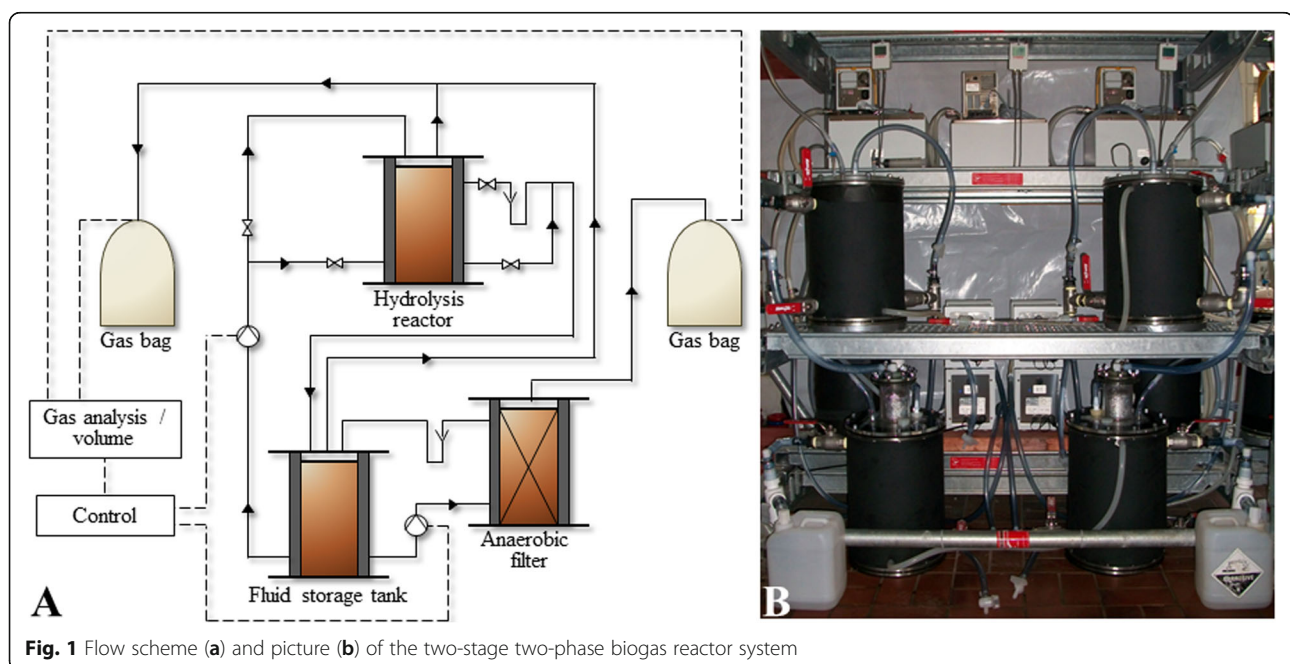 Hydrolysis
reactor
Gas bag
Gas bag
Gas analysis /
volume
Control
Anaerobic
filter
Fluid storage tank
A
B
CORROSIVE
Fig. 1 Flow scheme (a) and picture (b) of the two-stage two-phase biogas reactor system